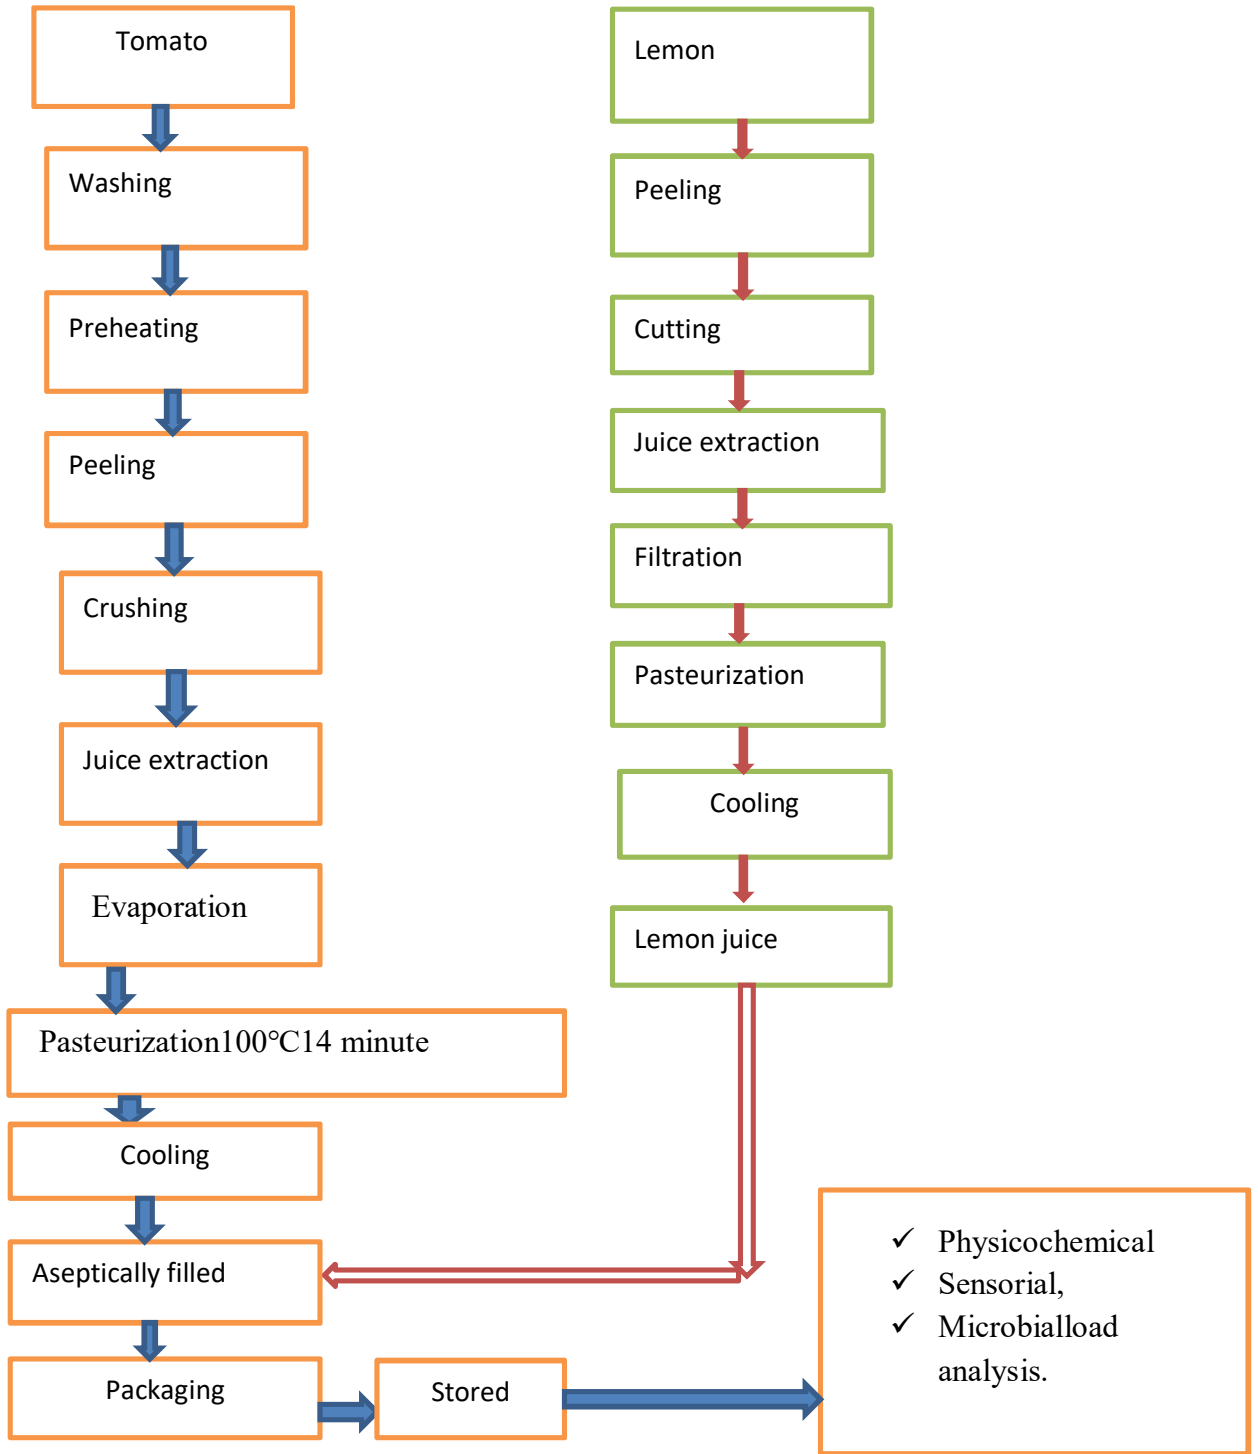 Tomato
Washing
Preheating
Peeling
Crushing
Juice extraction
Evaporation
Pasteurization100°C14 minute
Cooling
Aseptically filled
Packaging
Stored
Lemon
Peeling
Cutting
Juice extraction
Filtration
Pasteurization
Cooling
Lemon juice
✓ Physicochemical
✓ Sensorial,
✓ Microbialload
analysis.